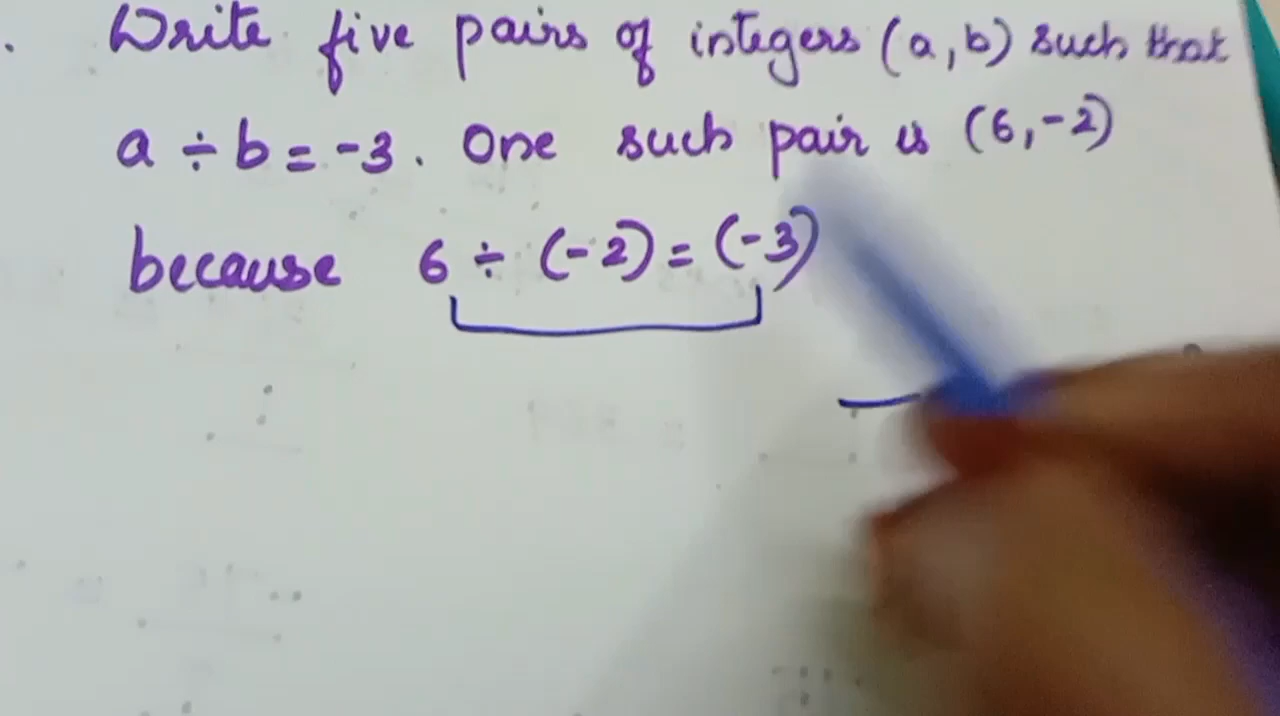 . Write five pairs of integers (a,b) such that
a ÷ b = -3. One such pair is (6,-2)
because 6 ÷ (-2) = (-3)